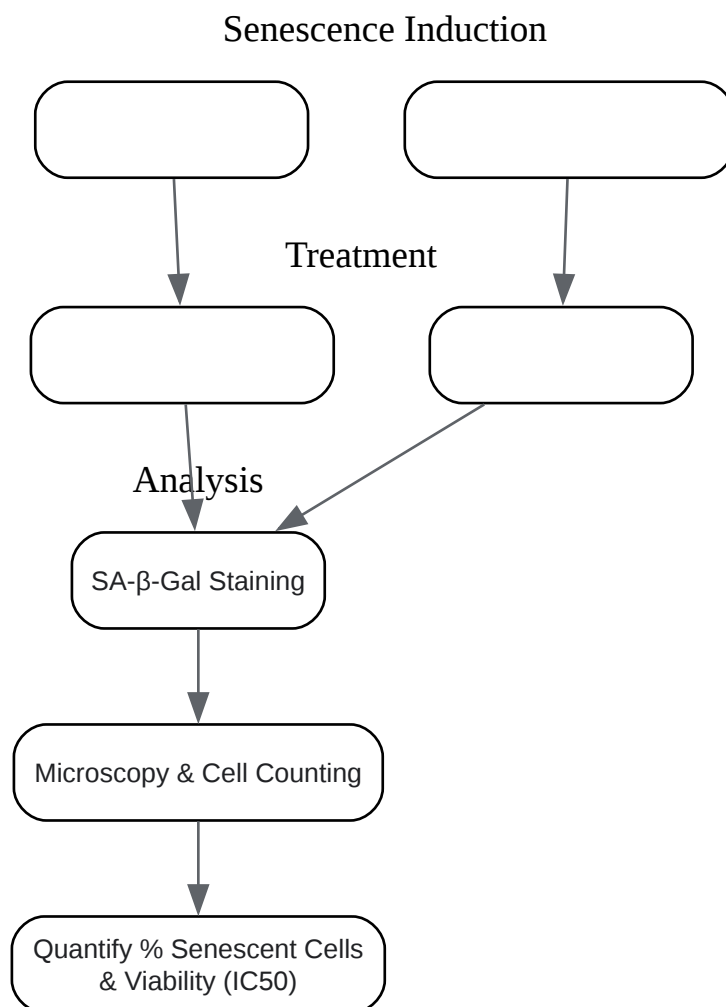 Senescence Induction
Treatment
Analysis
SA-β-Gal Staining
Microscopy & Cell Counting
Quantify % Senescent Cells
& Viability (IC50)